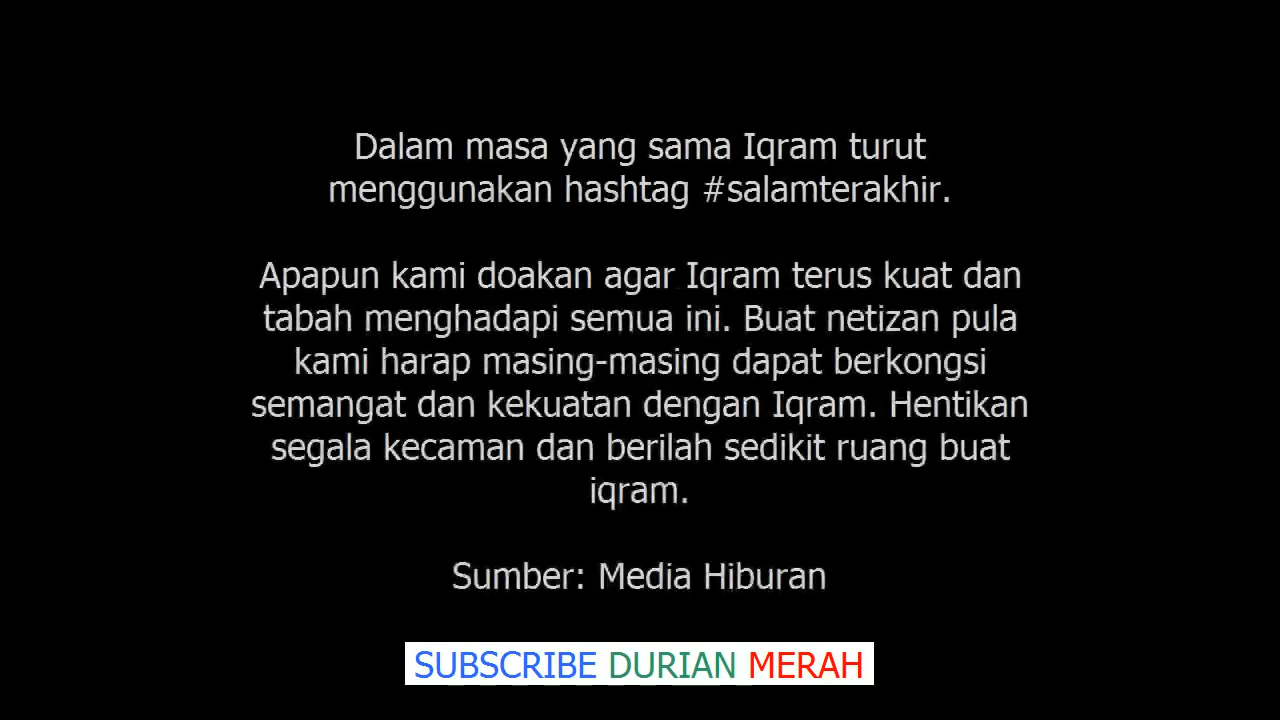 Dalam masa yang sama Iqram turut
menggunakan hashtag #salamterakhir.
Apapun kami doakan agar Iqram terus kuat dan
tabah menghadapi semua ini. Buat netizan pula
kami harap masing-masing dapat berkongsi
semangat dan kekuatan dengan Iqram. Hentikan
segala kecaman dan berilah sedikit ruang buat
iqram.
Sumber: Media Hiburan
SUBSCRIBE DURIAN MERAH